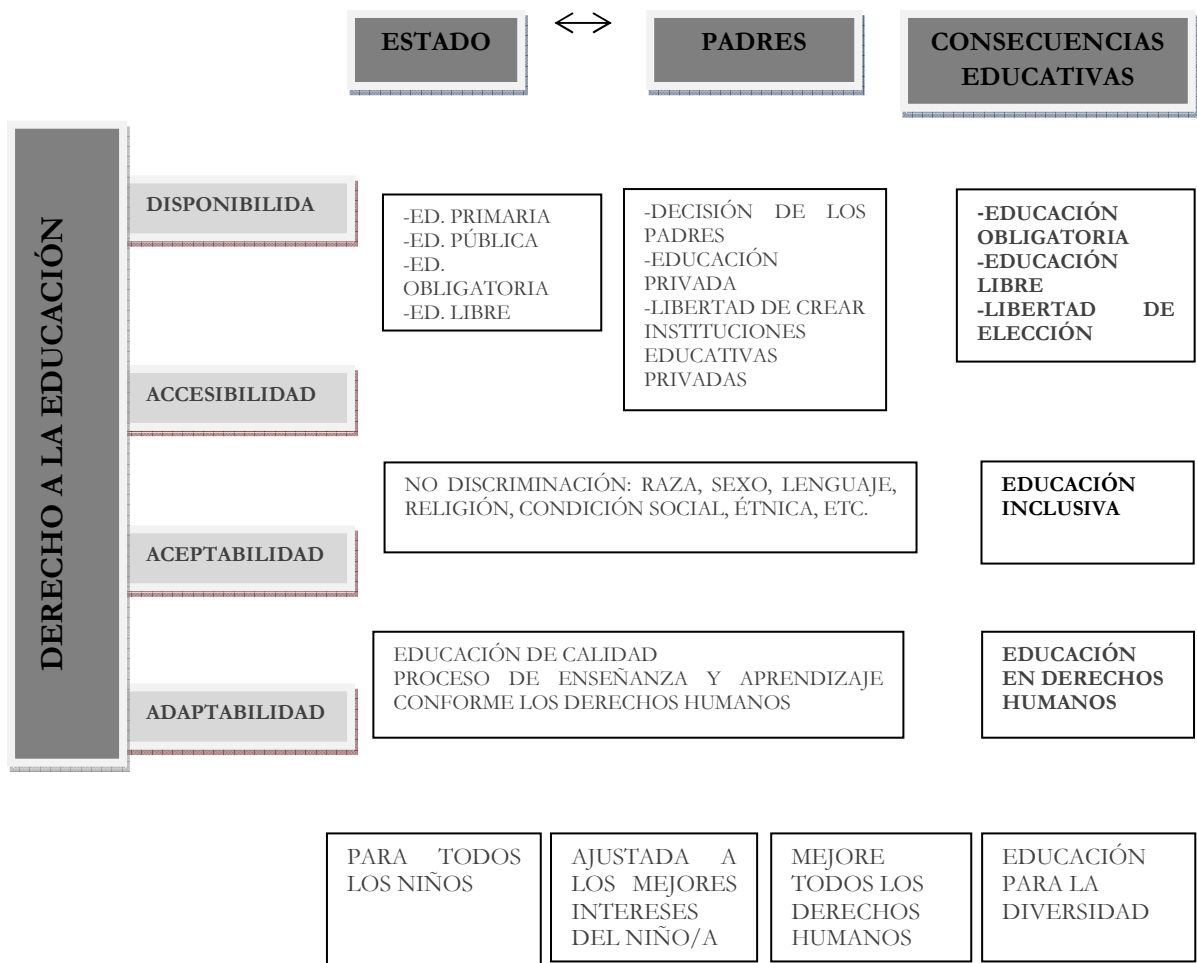 ESTADO
PADRES
CONSECUENCIAS
EDUCATIVAS
DERECHO A LA EDUCACIÓN
DISPONIBILIDA
-ED. PRIMARIA
-ED. PÚBLICA
-ED.
OBLIGATORIA
-ED. LIBRE
-DECISIÓN DE LOS
PADRES
-EDUCACIÓN
PRIVADA
-LIBERTAD DE CREAR
INSTITUCIONES
EDUCATIVAS
PRIVADAS
-EDUCACIÓN
OBLIGATORIA
-EDUCACIÓN
LIBRE
-LIBERTAD DE
ELECCIÓN
ACCESIBILIDAD
NO DISCRIMINACIÓN: RAZA, SEXO, LENGUAJE,
RELIGIÓN, CONDICIÓN SOCIAL, ÉTNICA, ETC.
EDUCACIÓN
INCLUSIVA
ACEPTABILIDAD
EDUCACIÓN DE CALIDAD
PROCESO DE ENSEÑANZA Y APRENDIZAJE
CONFORME LOS DERECHOS HUMANOS
EDUCACIÓN
EN DERECHOS
HUMANOS
ADAPTABILIDAD
PARA TODOS
LOS NIÑOS
AJUSTADA A
LOS MEJORES
INTERESES
DEL NIÑO/A
MEJORE
TODOS LOS
DERECHOS
HUMANOS
EDUCACIÓN
PARA LA
DIVERSIDAD